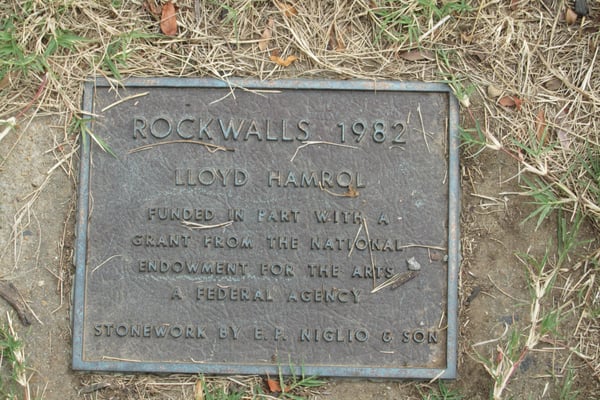 ROCKWALLS 1982
LLOYD HAMROL
FUNDED IN PART WITH A
GRANT FROM THE NATIONAL
ENDOWMENT FOR THE ARTS
A FEDERAL AGENCY
STONEWORK BY E.P. NIGLIO & SON